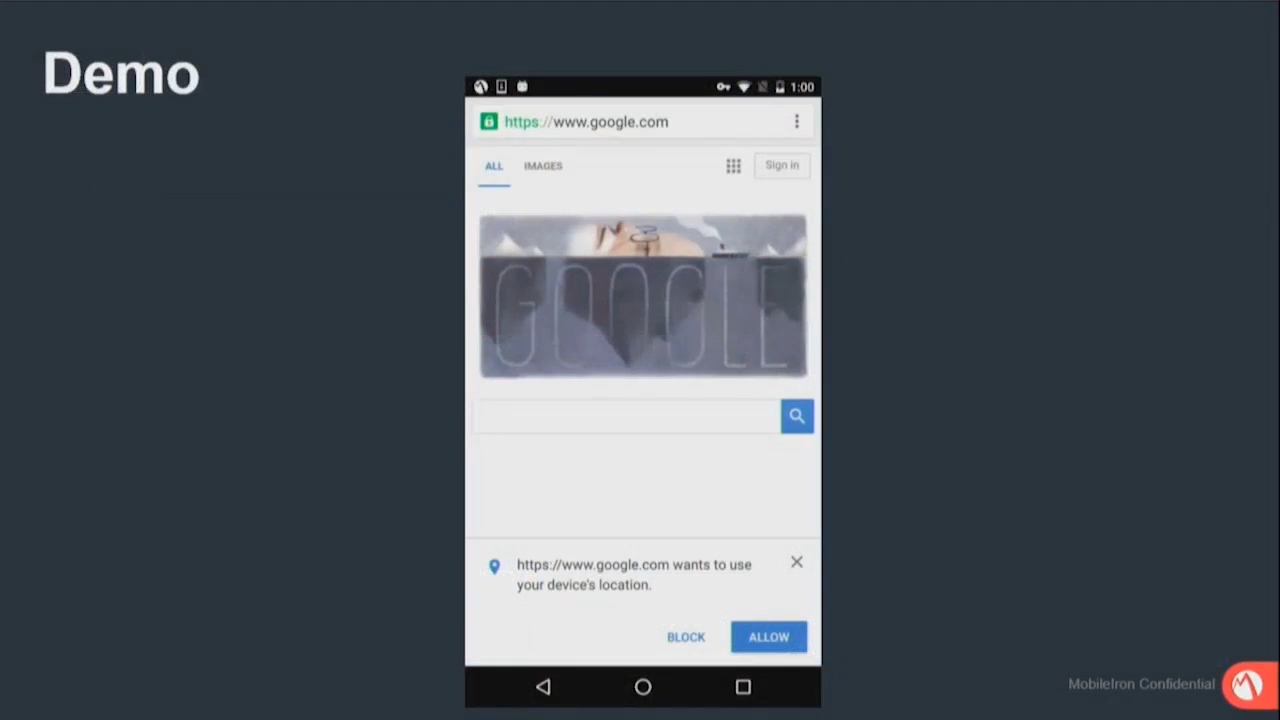 Demo
1:00
https://www.google.com
ALL IMAGES Sign in
GOOGLE
https://www.google.com wants to use
your device's location.
BLOCK ALLOW
MobileIron Confidential